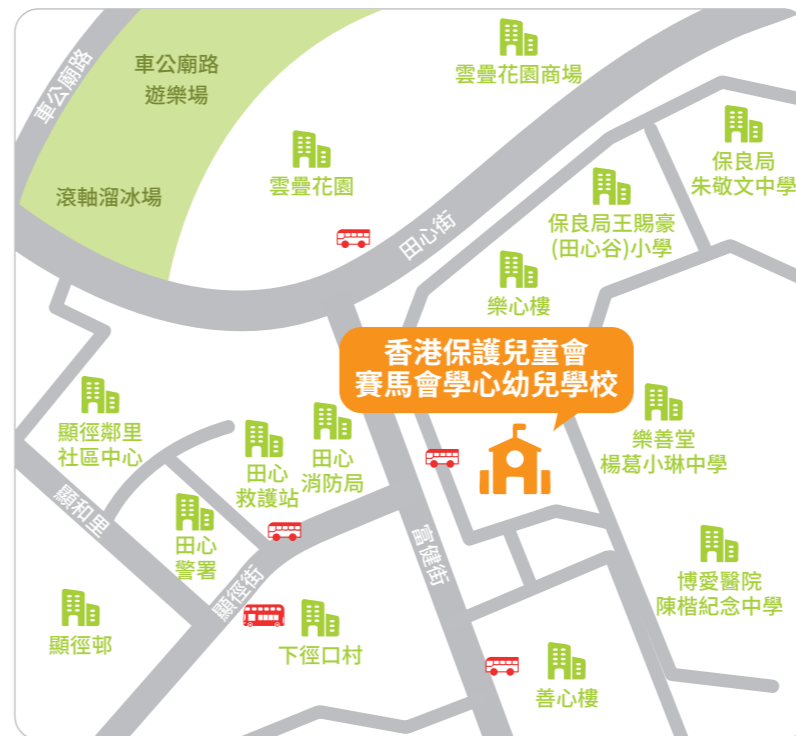 車公廟路
遊樂場
車公廟路
滾軸溜冰場
雲疊花園商場
雲疊花園
田心街
保良局
朱敬文中學
保良局王賜豪
(田心谷)小學
樂心樓
香港保護兒童會
賽馬會學心幼兒學校
顯徑鄰里
社區中心
田心
救護站
田心
消防局
樂善堂
楊葛小琳中學
顯和里
田心
警署
顯徑街
富健街
博愛醫院
陳楷紀念中學
顯徑邨
下徑口村
善心樓